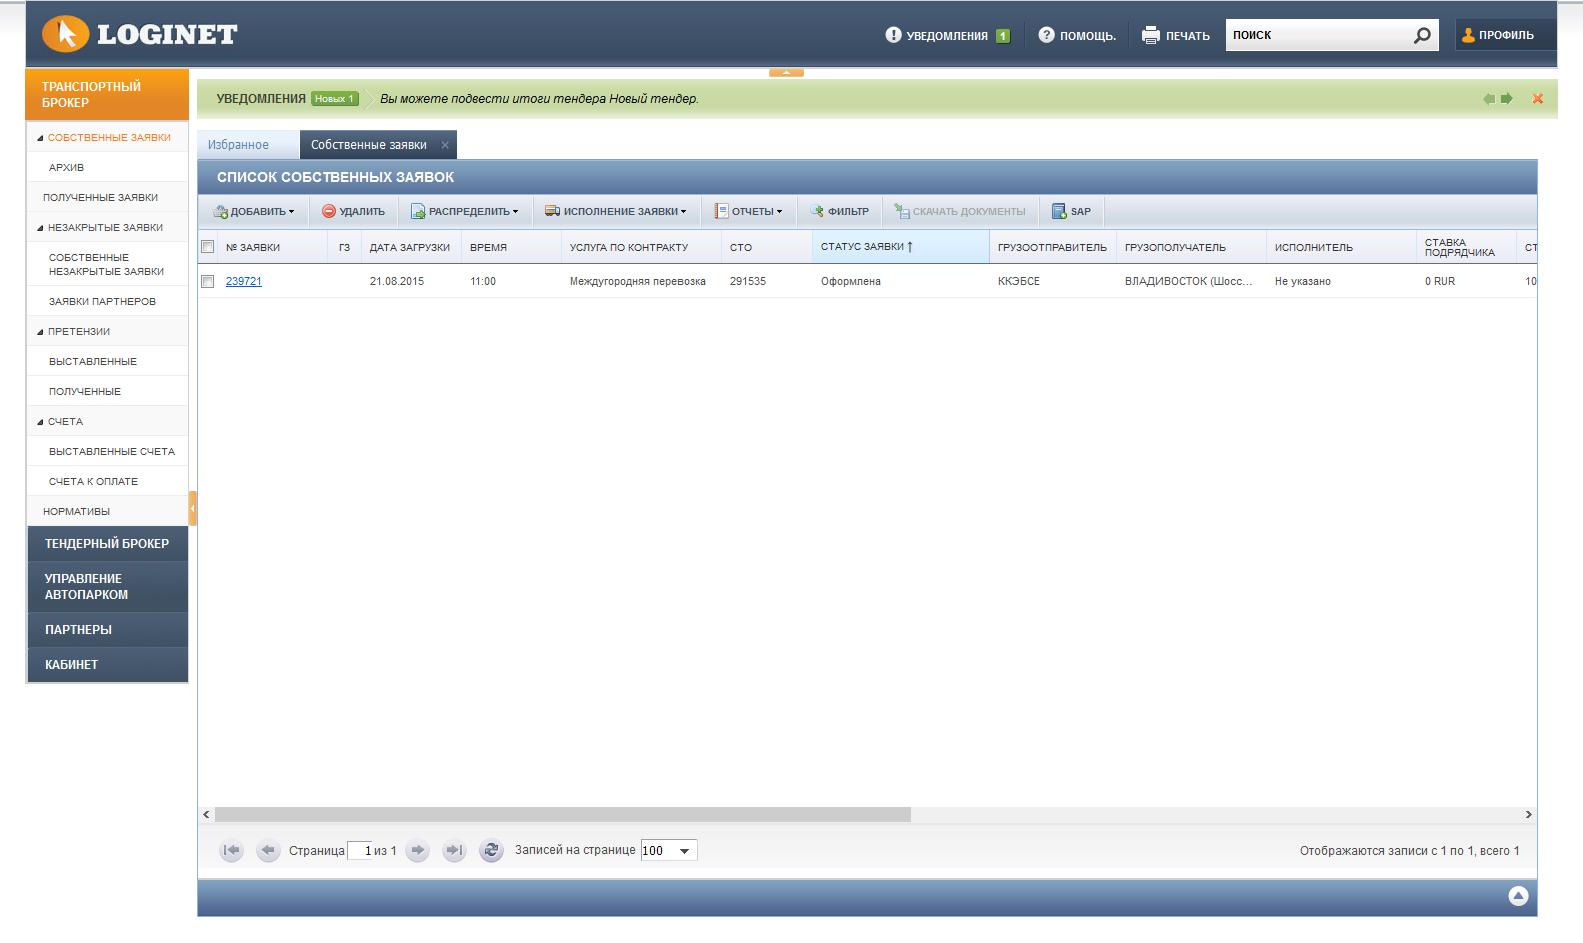 LOGINET
УВЕДОМЛЕНИЯ 1
ПОМОЩЬ.
ПЕЧАТЬ
ПОИСК
ПРОФИЛЬ
ТРАНСПОРТНЫЙ
БРОКЕР
СОБСТВЕННЫЕ ЗАЯВКИ
АРХИВ
ПОЛУЧЕННЫЕ ЗАЯВКИ
НЕЗАКРЫТЫЕ ЗАЯВКИ
СОБСТВЕННЫЕ
НЕЗАКРЫТЫЕ ЗАЯВКИ
ЗАЯВКИ ПАРТНЕРОВ
ПРЕТЕНЗИИ
ВЫСТАВЛЕННЫЕ
ПОЛУЧЕННЫЕ
СЧЕТА
ВЫСТАВЛЕННЫЕ СЧЕТА
СЧЕТА К ОПЛАТЕ
НОРМАТИВЫ
ТЕНДЕРНЫЙ БРОКЕР
УПРАВЛЕНИЕ
АВТОПАРКОМ
ПАРТНЕРЫ
КАБИНЕТ
УВЕДОМЛЕНИЯ Новых 1 Вы можете подвести итоги тендера Новый тендер.
Избранное
Собственные заявки
СПИСОК СОБСТВЕННЫХ ЗАЯВОК
ДОБАВИТЬ УДАЛИТЬ РАСПРЕДЕЛИТЬ ИСПОЛНЕНИЕ ЗАЯВКИ ОТЧЕТЫ ФИЛЬТР СКАЧАТЬ ДОКУМЕНТЫ SAP
№ ЗАЯВКИ ГЗ ДАТА ЗАГРУЗКИ ВРЕМЯ УСЛУГА ПО КОНТРАКТУ СТО СТАТУС ЗАЯВКИ ↑ ГРУЗООТПРАВИТЕЛЬ ГРУЗОПОЛУЧАТЕЛЬ ИСПОЛНИТЕЛЬ СТАВКА ПОДРЯДЧИКА СТ
239721 21.08.2015 11:00 Междугородняя перевозка 291535 Оформлена ККЭБСЕ ВЛАДИВОСТОК (Шосс... Не указано 0 RUR 10
Страница 1 из 1
Записей на странице 100
Отображаются записи с 1 по 1, всего 1